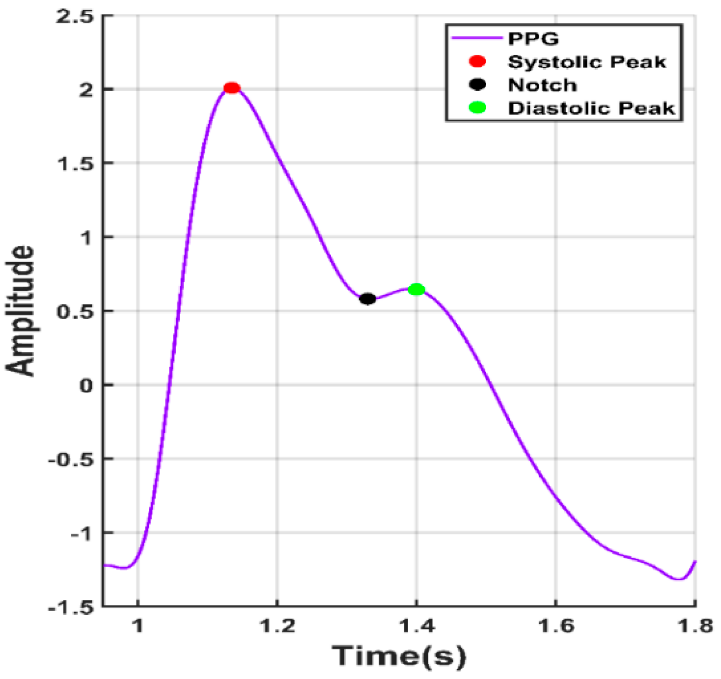 2.5
2
1.5
1
0.5
0
-0.5
-1
-1.5
Amplitude
PPG
Systolic Peak
Notch
Diastolic Peak
1 1.2 1.4 1.6 1.8
Time(s)